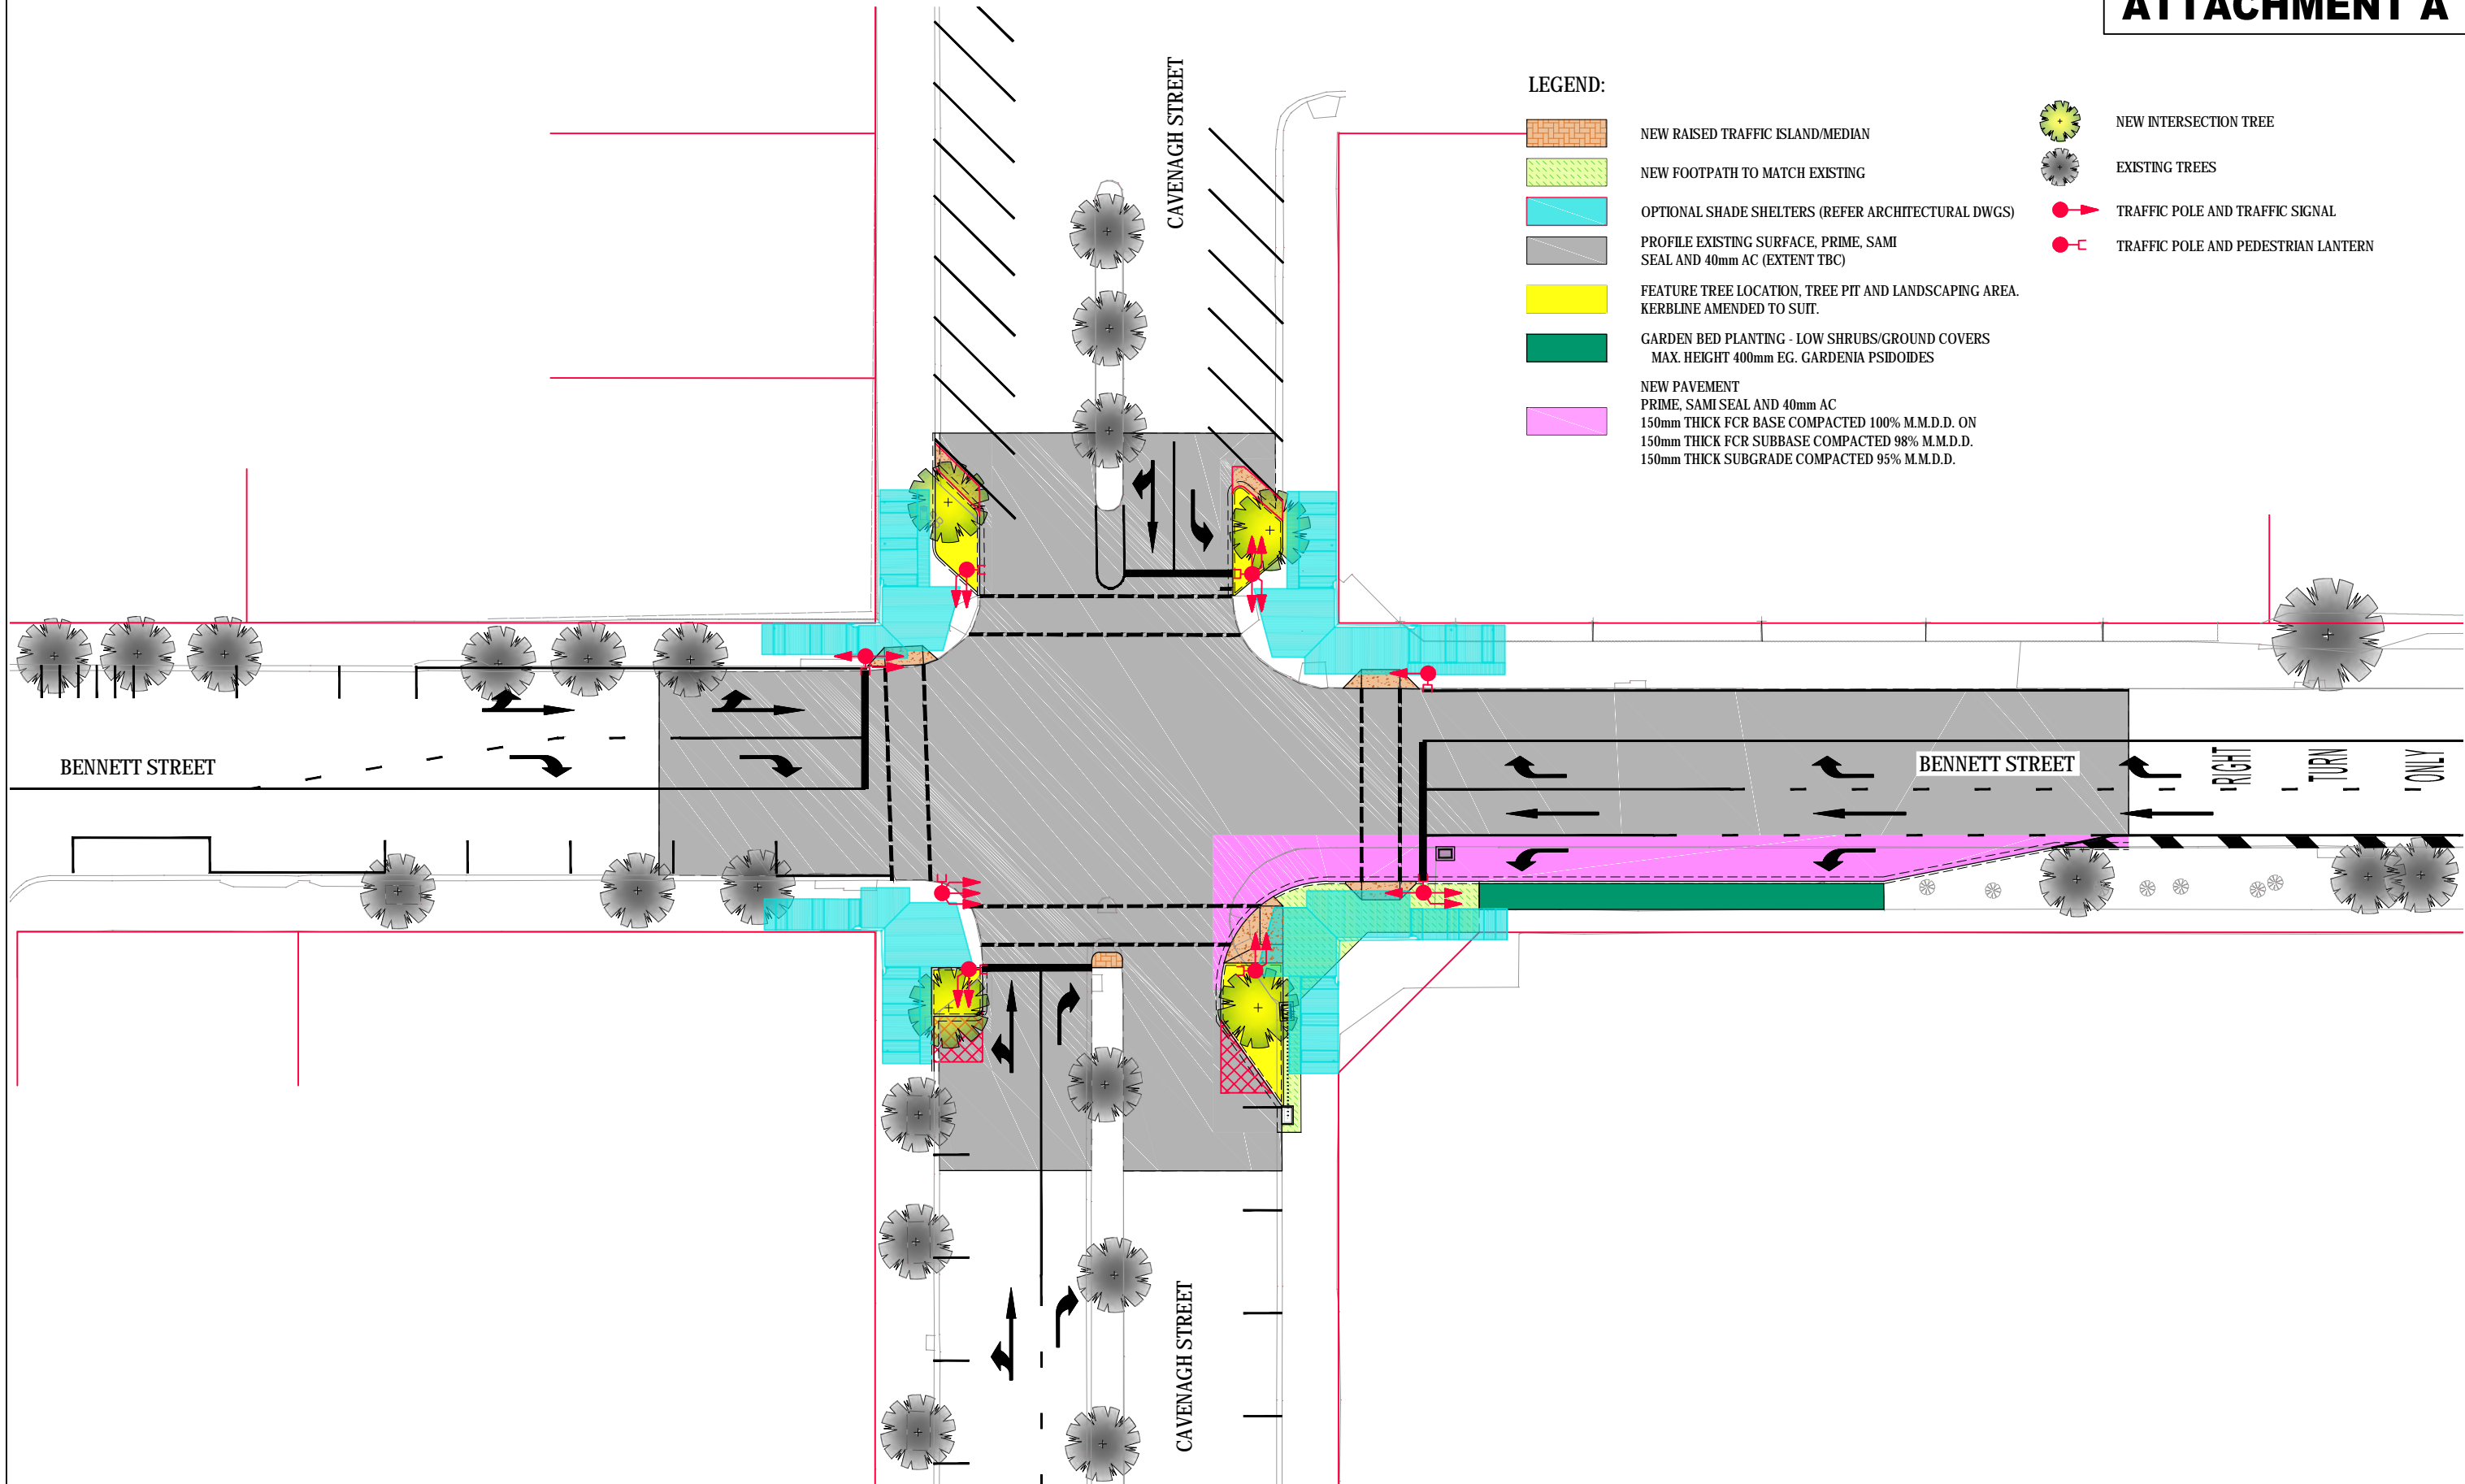 ATTACHMENT A
CAVENAGH STREET
LEGEND:
NEW RAISED TRAFFIC ISLAND/MEDIAN
NEW FOOTPATH TO MATCH EXISTING
OPTIONAL SHADE SHELTERS (REFER ARCHITECTURAL DWGS)
PROFILE EXISTING SURFACE, PRIME, SAMI
SEAL AND 40mm AC (EXTENT TBC)
FEATURE TREE LOCATION, TREE PIT AND LANDSCAPING AREA.
KERBLINE AMENDED TO SUIT.
GARDEN BED PLANTING - LOW SHRUBS/GROUND COVERS
MAX. HEIGHT 400mm EG. GARDENIA PSIDOIDES
NEW PAVEMENT
PRIME, SAMI SEAL AND 40mm AC
150mm THICK FCR BASE COMPACTED 100% M.M.D.D. ON
150mm THICK FCR SUBBASE COMPACTED 98% M.M.D.D.
150mm THICK SUBGRADE COMPACTED 95% M.M.D.D.
NEW INTERSECTION TREE
EXISTING TREES
TRAFFIC POLE AND TRAFFIC SIGNAL
TRAFFIC POLE AND PEDESTRIAN LANTERN
BENNETT STREET
BENNETT STREET
RIGHT
TURN
ONLY
CAVENAGH STREET